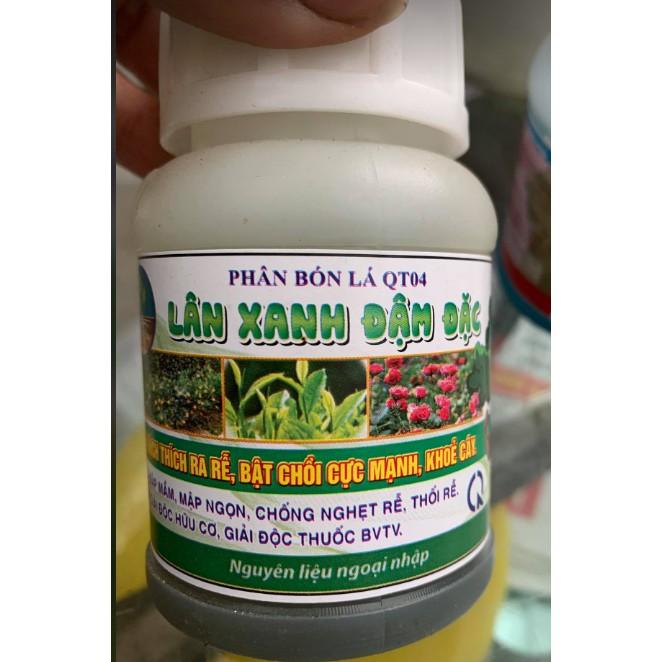 PHÂN BÓN LÁ QT04
LÂN XANH ĐẬM ĐẶC
THÍCH RA RỄ, BẬT CHỒI CỰC MẠNH, KHOẺ CÂY.
MẦM, MẬP NGỌN, CHỐNG NGHẸT RỄ, THỐI RỄ.
ĐỘC HỮU CƠ, GIẢI ĐỘC THUỐC BVTV.
Nguyên liệu ngoại nhập